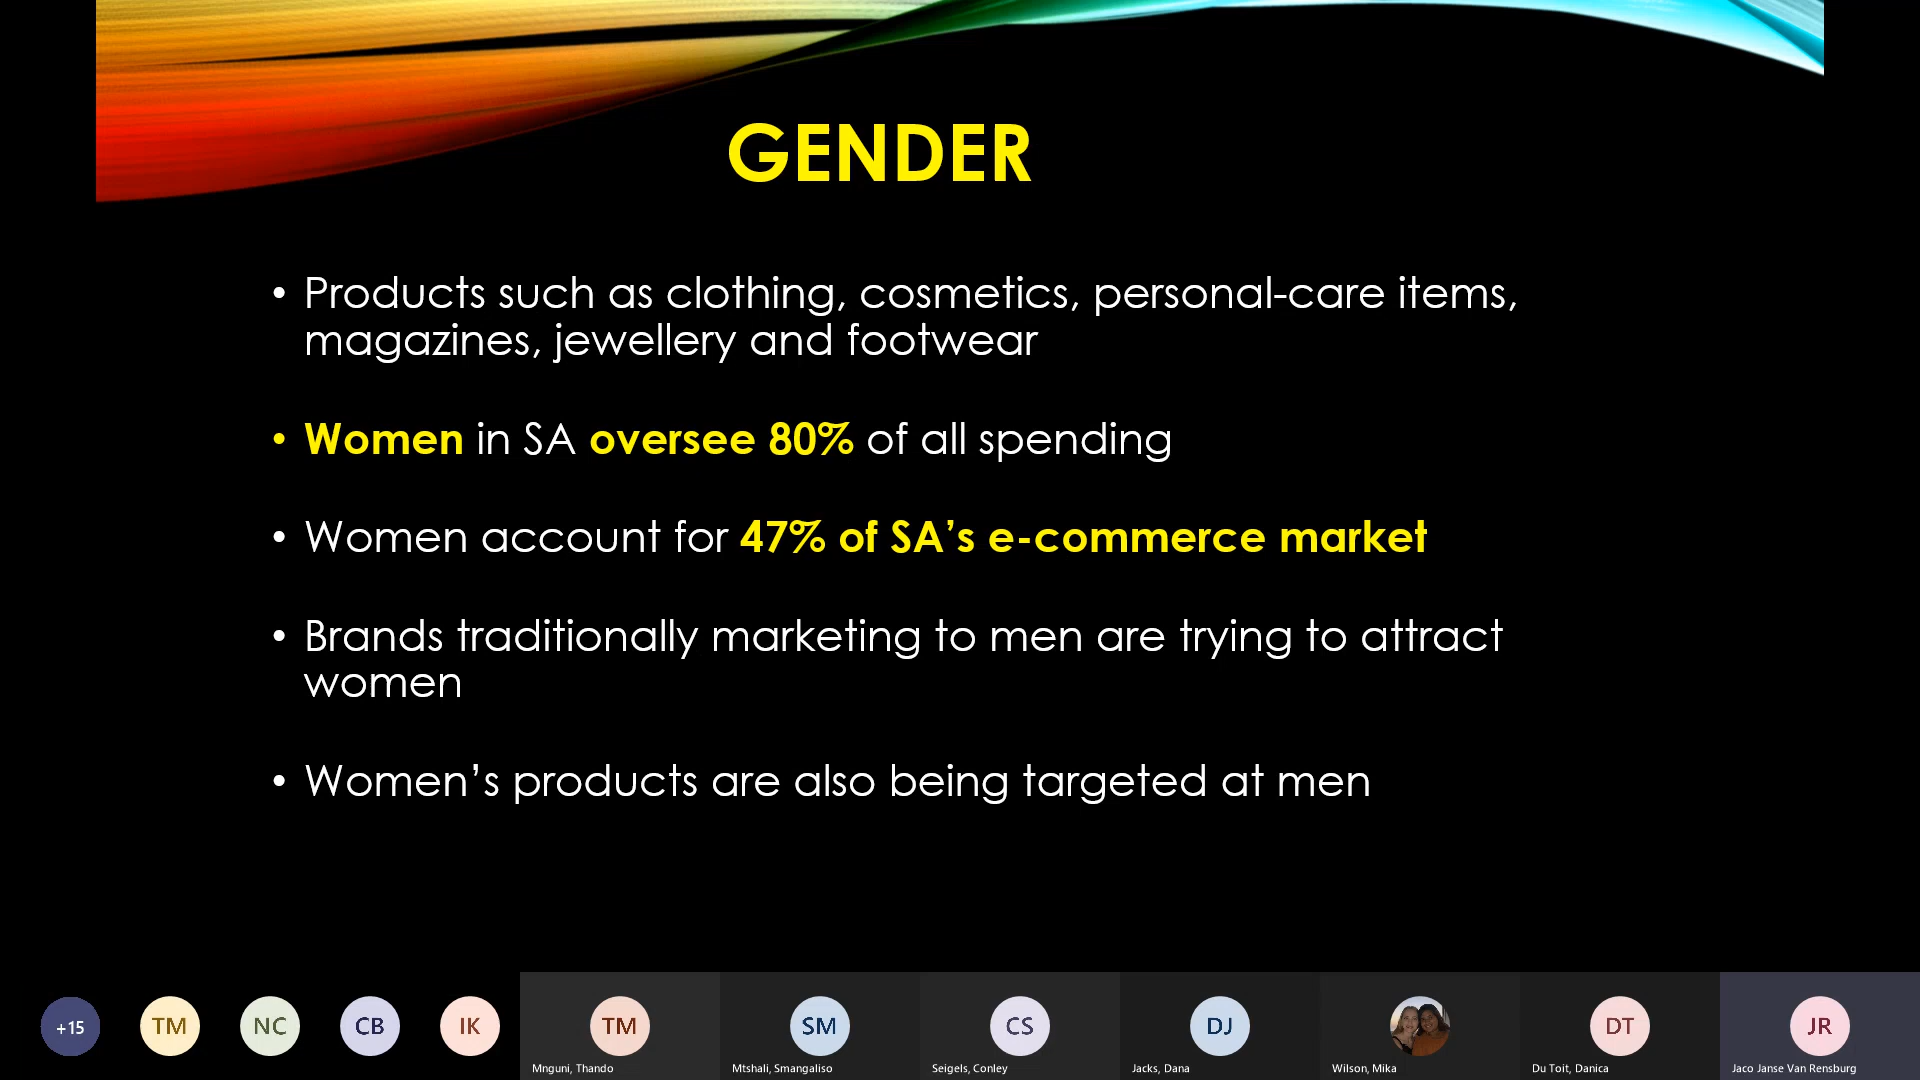 GENDER
• Products such as clothing, cosmetics, personal-care items,
magazines, jewellery and footwear
• Women in SA oversee 80% of all spending
• Women account for 47% of SA’s e-commerce market
• Brands traditionally marketing to men are trying to attract
women
• Women’s products are also being targeted at men
+15
TM
NC
CB
IK
TM
SM
CS
DJ
DT
JR
Mnguni, Thando
Mtshali, Smangaliso
Seigels, Conley
Jacks, Dana
Wilson, Mika
Du Toit, Danica
Jaco Janse Van Rensburg